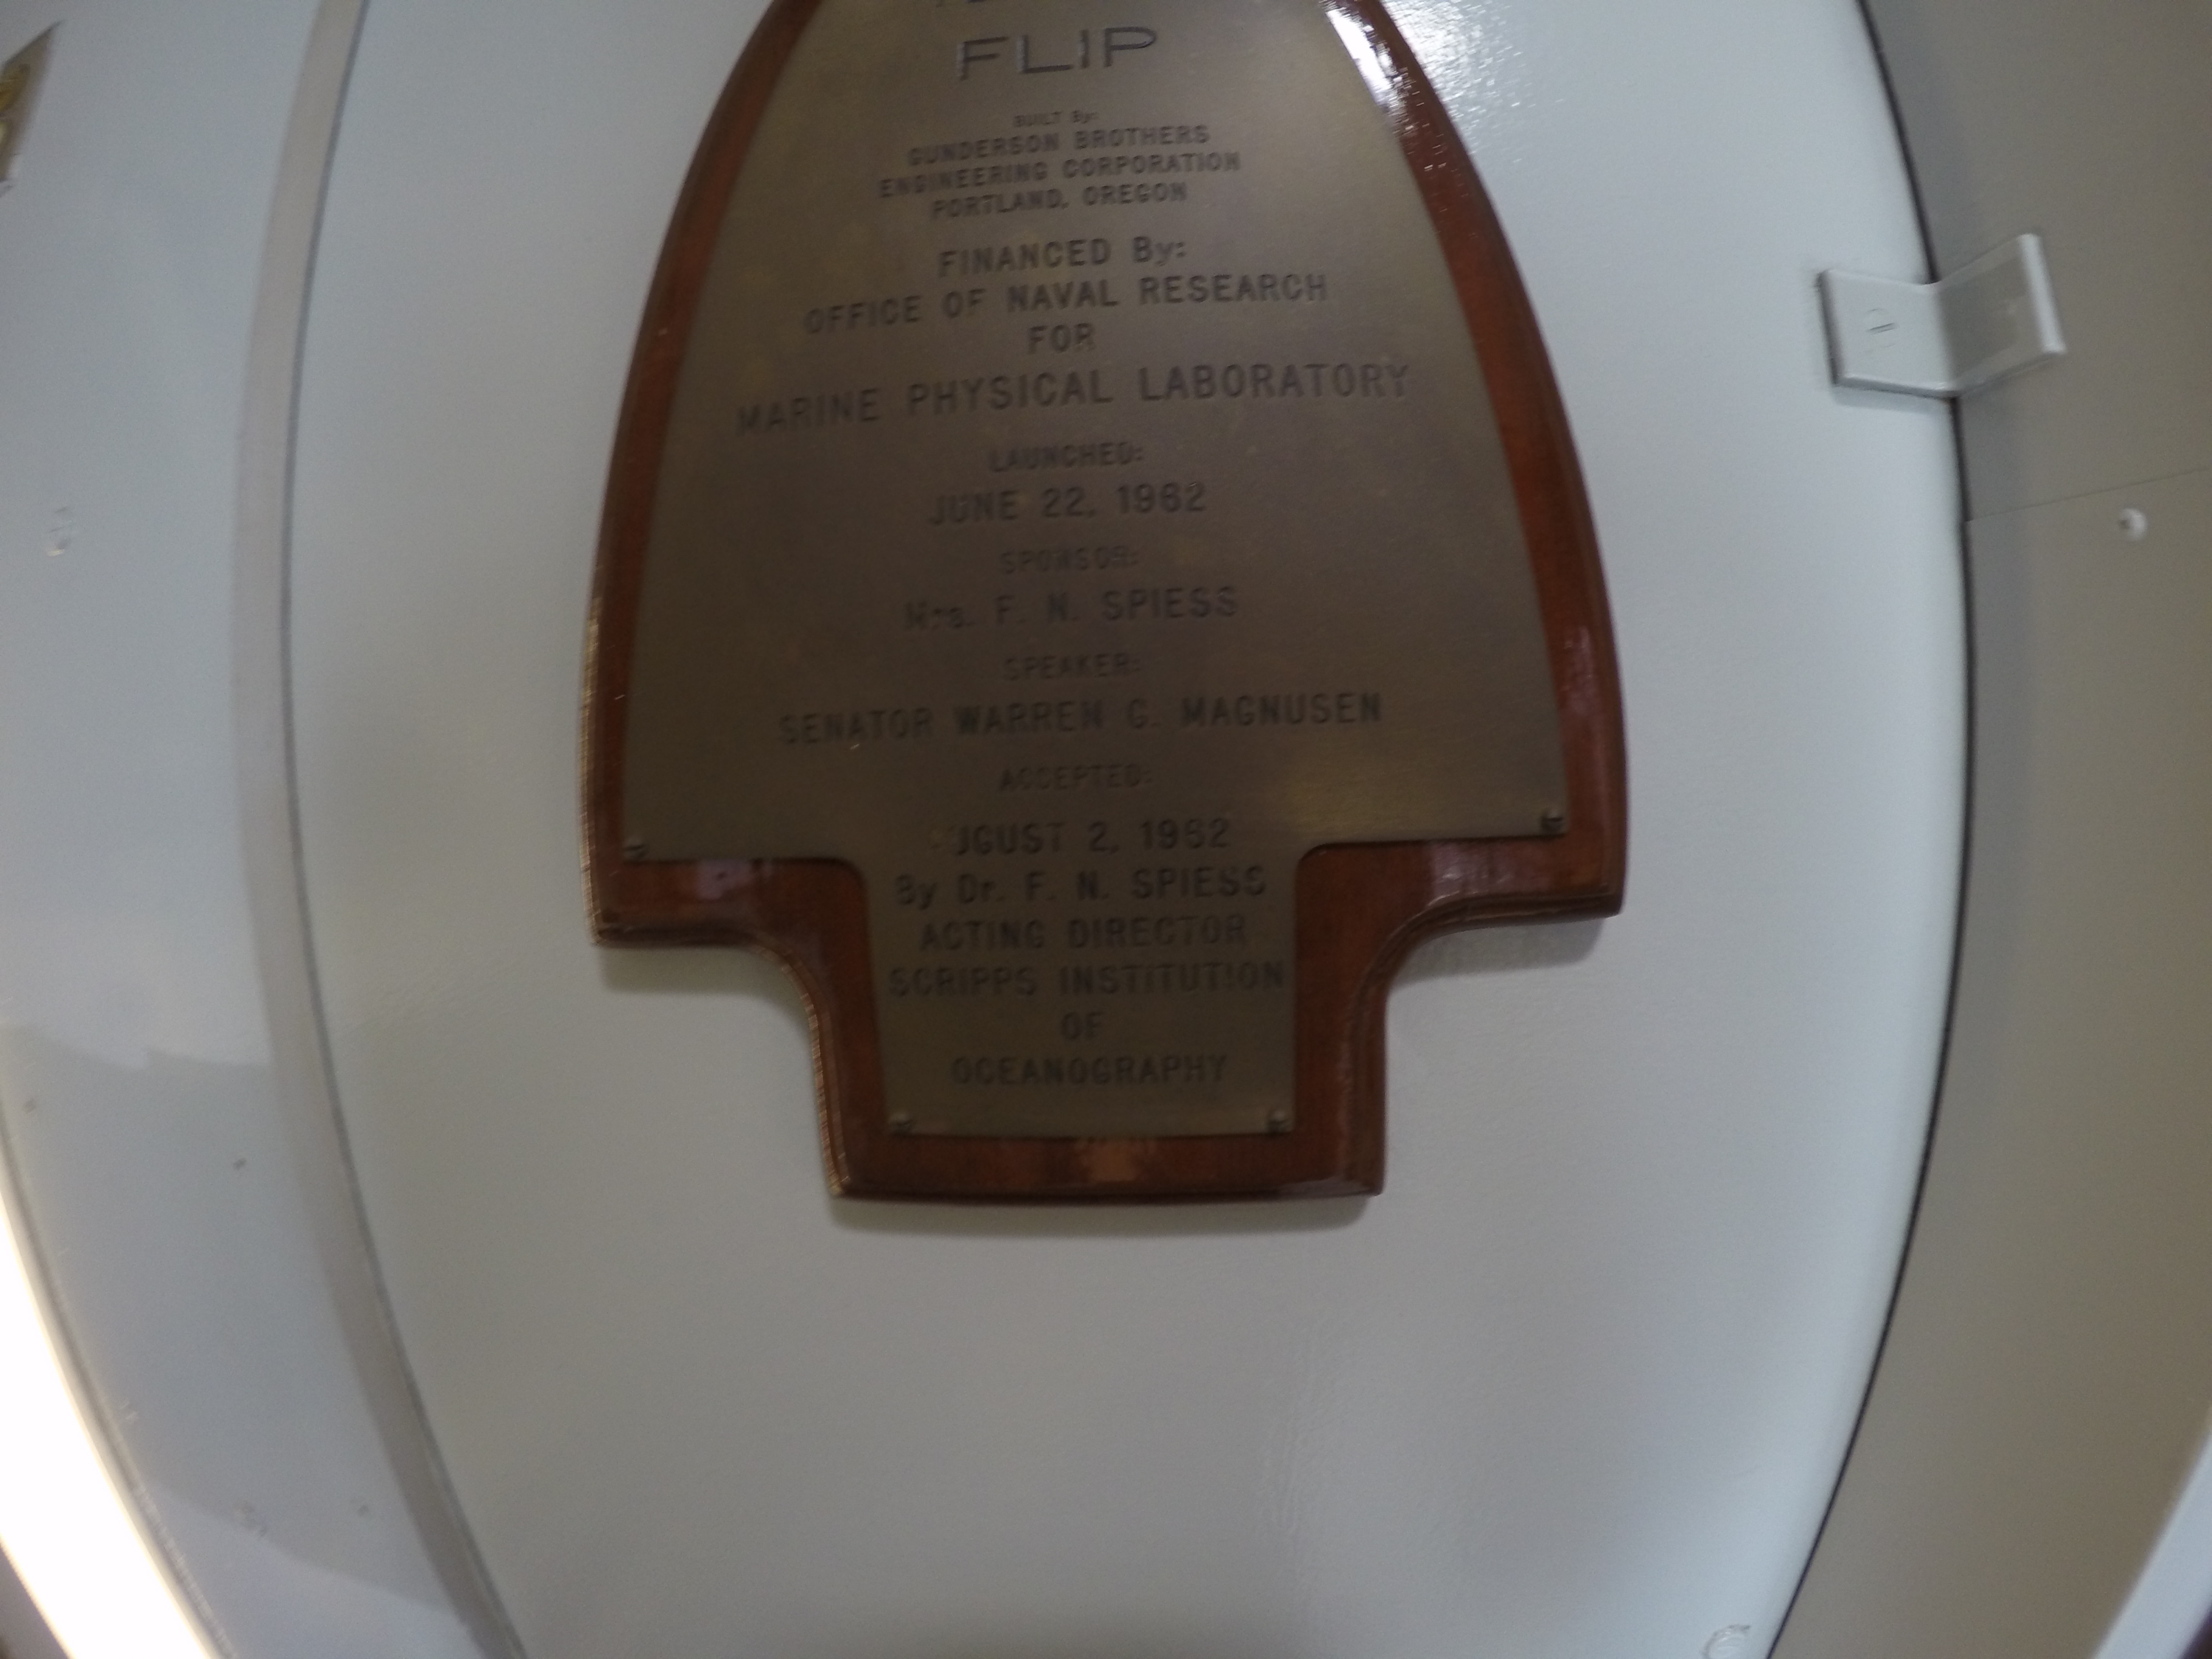 FLIP
BUILT By:
GUNDERSON BROTHERS
ENGINEERING CORPORATION
PORTLAND, OREGON
FINANCED By:
OFFICE OF NAVAL RESEARCH
FOR
MARINE PHYSICAL LABORATORY
LAUNCHED:
JUNE 22, 1962
SPONSOR:
Mrs. F. N. SPIESS
SPEAKER:
SENATOR WARREN G. MAGNUSEN
ACCEPTED:
AUGUST 2, 1962
By Dr. F. N. SPIESS
ACTING DIRECTOR
SCRIPPS INSTITUTION
OF
OCEANOGRAPHY